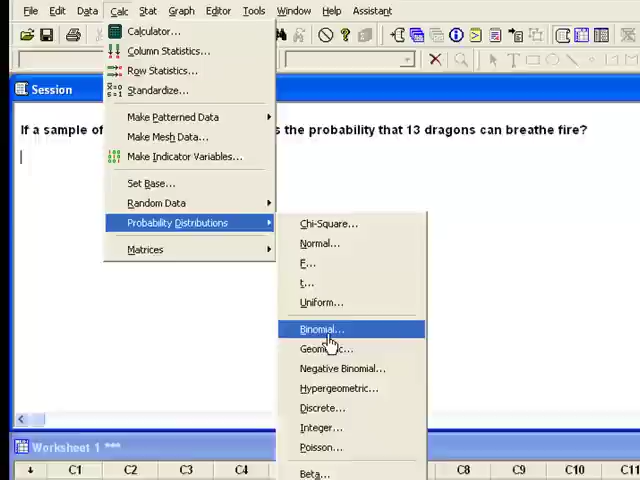 File Edit Data Calc Stat Graph Editor Tools Window Help Assistant
Calculator...
Column Statistics...
Row Statistics...
Standardize...
Make Patterned Data
Make Mesh Data...
Make Indicator Variables...
Set Base...
Random Data
Probability Distributions
Matrices
Chi-Square...
Normal...
F...
t...
Uniform...
Binomial...
Geometric...
Negative Binomial...
Hypergeometric...
Discrete...
Integer...
Poisson...
Beta...
Session
If a sample of
the probability that 13 dragons can breathe fire?
Worksheet 1 ***
C1 C2 C3 C4 C8 C9 C10 C11